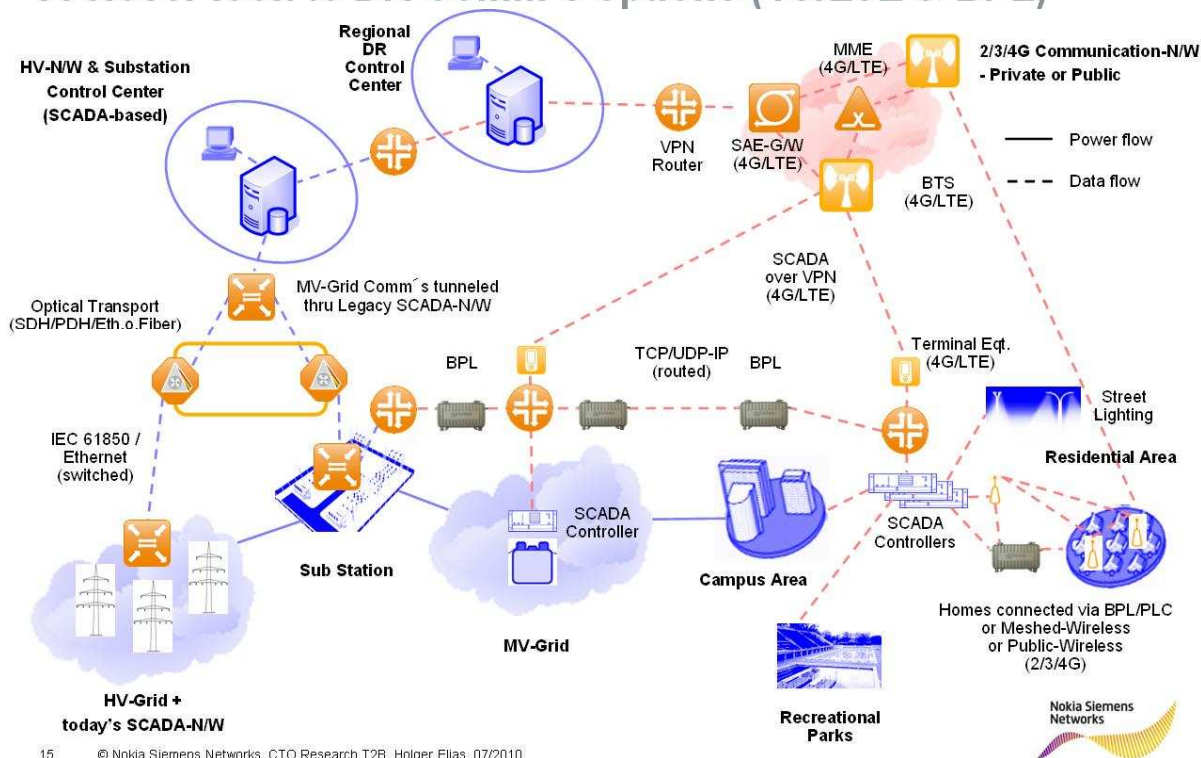 Regional
DR
Control
Center
HV-N/W & Substation
Control Center
(SCADA-based)
MME
(4G/LTE)
2/3/4G Communication-N/W
- Private or Public
VPN
Router
SAE-G/W
(4G/LTE)
Power flow
Data flow
BTS
(4G/LTE)
SCADA
over VPN
(4G/LTE)
MV-Grid Comm´s tunneled
thru Legacy SCADA-N/W
Optical Transport
(SDH/PDH/Eth.o.Fiber)
BPL
TCP/UDP-IP
(routed)
BPL
Terminal Eqt.
(4G/LTE)
Street
Lighting
IEC 61850 /
Ethernet
(switched)
Residential Area
SCADA
Controller
SCADA
Controllers
Sub Station
Campus Area
MV-Grid
Homes connected via BPL/PLC
or Meshed-Wireless
or Public-Wireless
(2/3/4G)
HV-Grid +
today's SCADA-N/W
Recreational
Parks
Nokia Siemens
Networks
15 © Nokia Siemens Networks, CTO Research T2B, Holger Elias, 07/2010